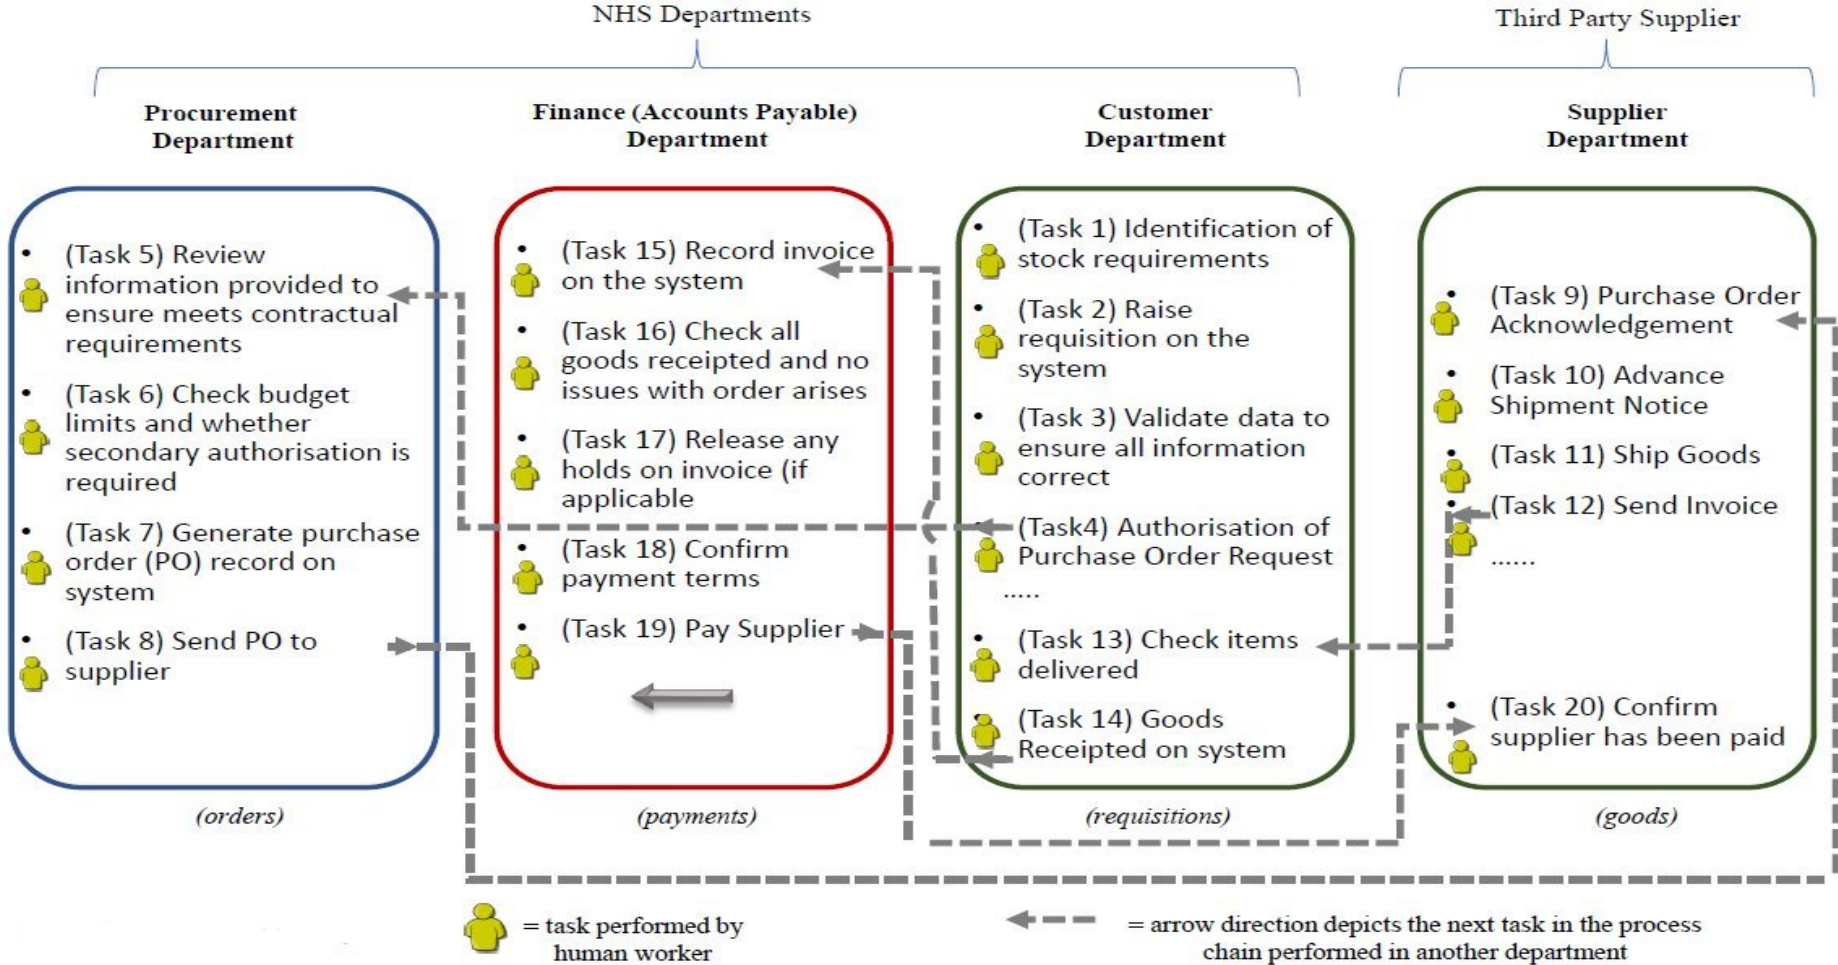 NHS Departments
Third Party Supplier
Procurement
Department
Finance (Accounts Payable)
Department
Customer
Department
Supplier
Department
• (Task 5) Review
information provided to
ensure meets contractual
requirements
• (Task 6) Check budget
limits and whether
secondary authorisation is
required
• (Task 7) Generate purchase
order (PO) record on
system
• (Task 8) Send PO to
supplier
(orders)
• (Task 15) Record invoice
on the system
• (Task 16) Check all
goods receipted and no
issues with order arises
• (Task 17) Release any
holds on invoice (if
applicable
• (Task 18) Confirm
payment terms
• (Task 19) Pay Supplier
(payments)
• (Task 1) Identification of
stock requirements
• (Task 2) Raise
requisition on the
system
• (Task 3) Validate data to
ensure all information
correct
• (Task4) Authorisation of
Purchase Order Request
.....
• (Task 13) Check items
delivered
• (Task 14) Goods
Receipted on system
(requisitions)
• (Task 9) Purchase Order
Acknowledgement
• (Task 10) Advance
Shipment Notice
• (Task 11) Ship Goods
• (Task 12) Send Invoice
......
• (Task 20) Confirm
supplier has been paid
(goods)
= task performed by
human worker
= arrow direction depicts the next task in the process
chain performed in another department